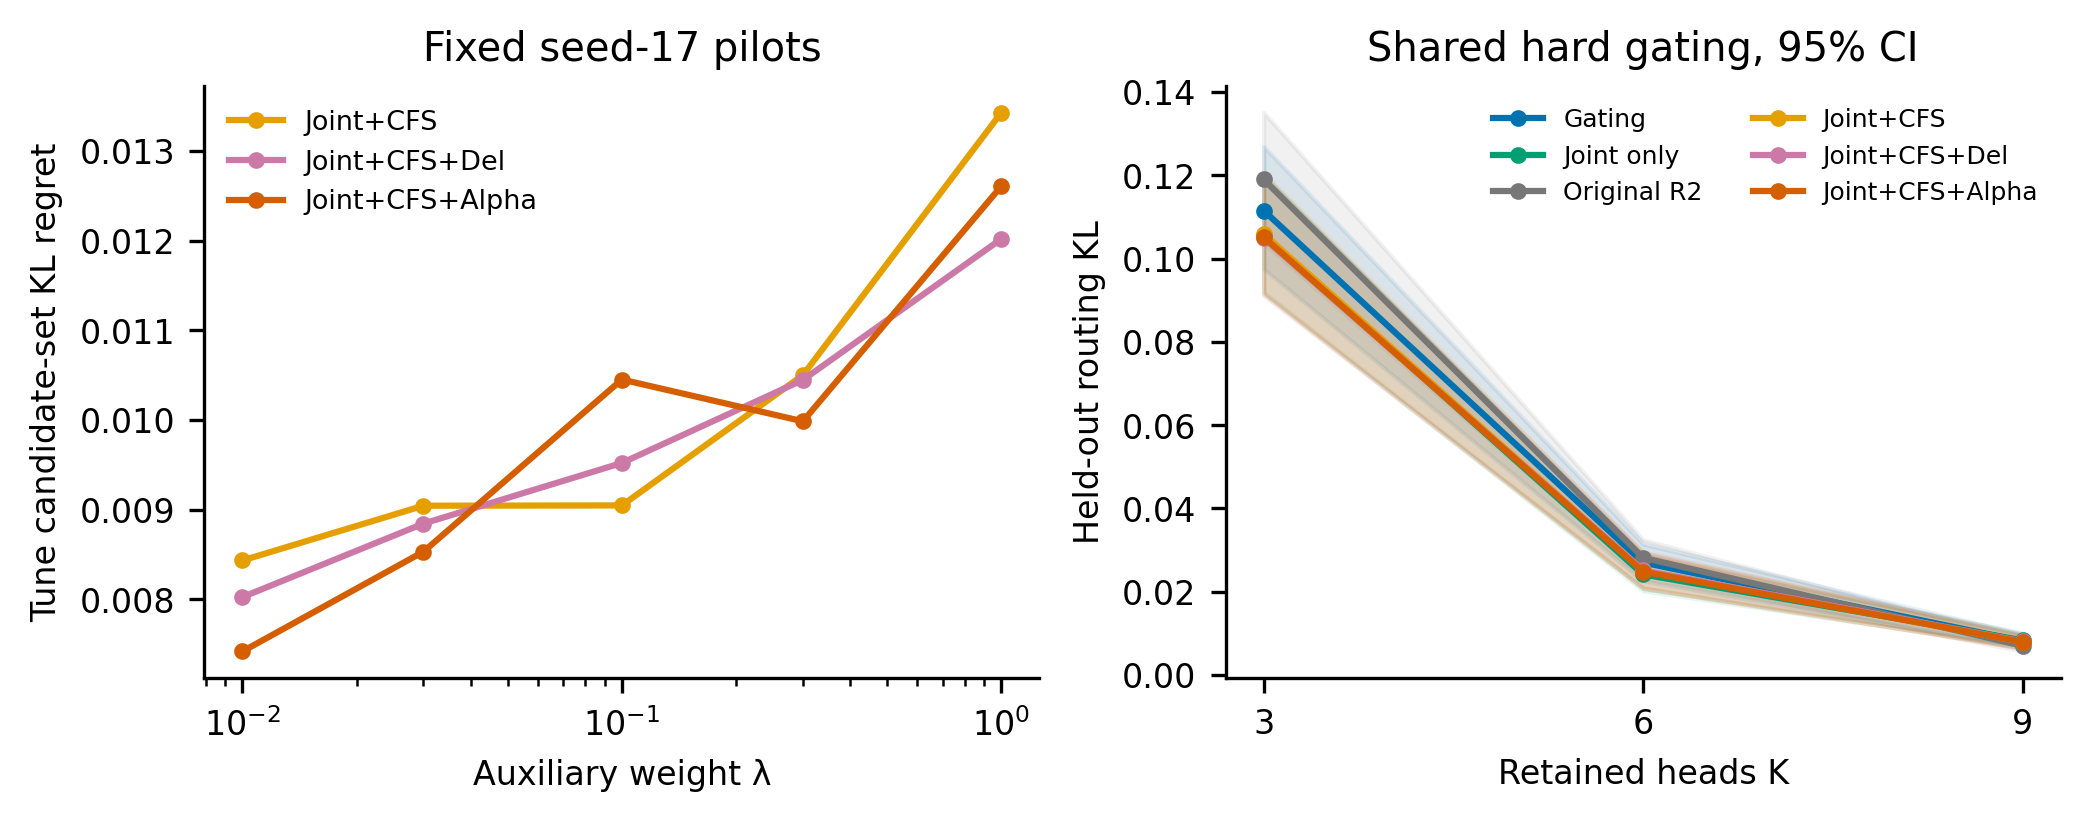 Fixed seed-17 pilots
Tune candidate-set KL regret
0.013
0.012
0.011
0.010
0.009
0.008
Joint+CFS
Joint+CFS+Del
Joint+CFS+Alpha
10⁻² 10⁻¹ 10⁰
Auxiliary weight λ
Shared hard gating, 95% CI
Held-out routing KL
0.14
0.12
0.10
0.08
0.06
0.04
0.02
0.00
Gating
Joint only
Original R2
Joint+CFS
Joint+CFS+Del
Joint+CFS+Alpha
3 6 9
Retained heads K